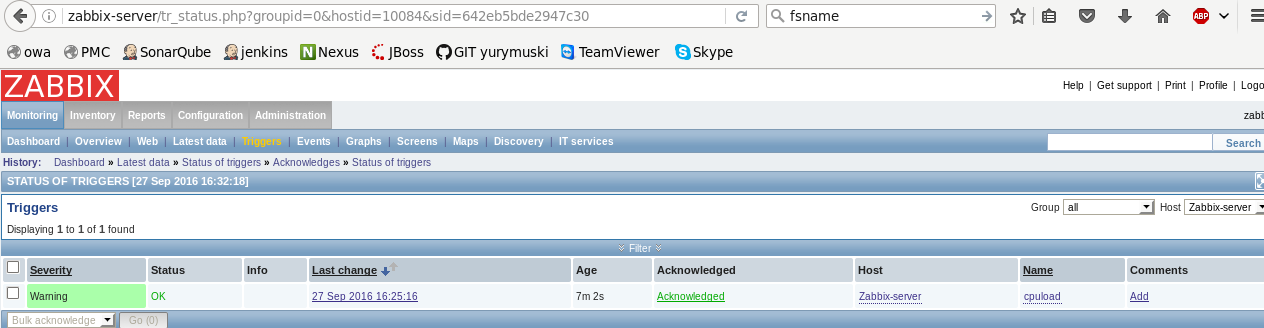 zabbix-server/tr_status.php?groupid=0&hostid=10084&sid=642eb5bde2947c30 fsname ABP
owa PMC SonarQube jenkins Nexus JBoss GIT yurymuski TeamViewer Skype
ZABBIX Help | Get support | Print | Profile | Logo
Monitoring Inventory Reports Configuration Administration zabb
Dashboard | Overview | Web | Latest data | Triggers | Events | Graphs | Screens | Maps | Discovery | IT services Search
History: Dashboard » Latest data » Status of triggers » Acknowledges » Status of triggers
STATUS OF TRIGGERS [27 Sep 2016 16:32:18]
Triggers Group all Host Zabbix-server
Displaying 1 to 1 of 1 found
Filter
Severity Status Info Last change Age Acknowledged Host Name Comments
Warning OK 27 Sep 2016 16:25:16 7m 2s Acknowledged Zabbix-server cpuload Add
Bulk acknowledge Go (0)